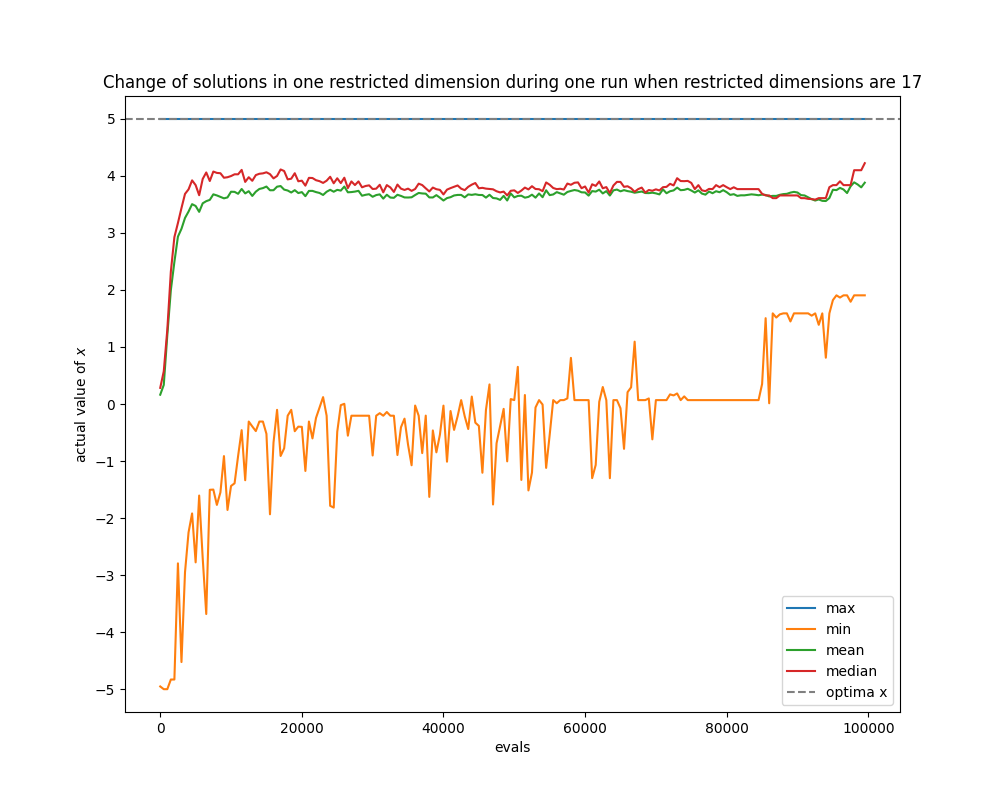 Change of solutions in one restricted dimension during one run when restricted dimensions are 17
5
4
3
2
1
0
−1
−2
−3
−4
−5
actual value of x
0 20000 40000 60000 80000 100000
evals
max
min
mean
median
optima x